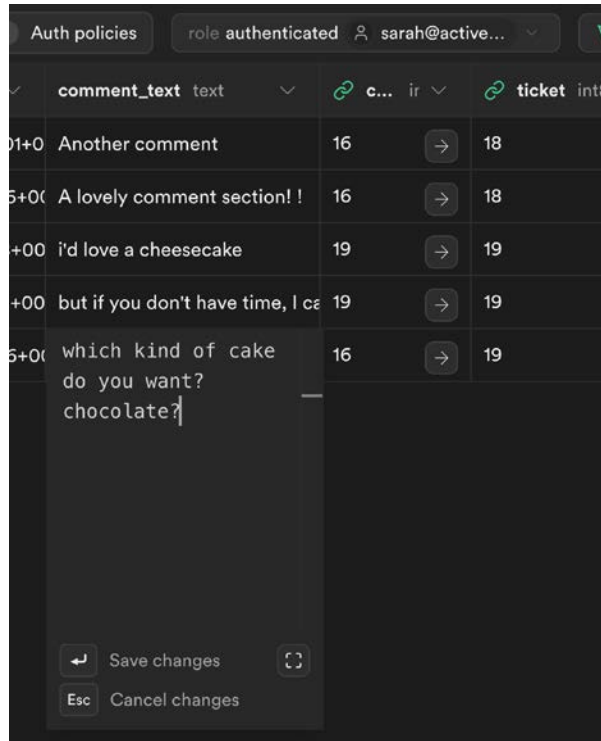 Auth policies role authenticated sarah@active...
comment_text text c... ticket
Another comment 16 18
A lovely comment section! ! 16 18
+00 i'd love a cheesecake 19 19
+00 but if you don't have time, I 19 19
which kind of cake 16 19
do you want?
chocolate?
Save changes
Esc Cancel changes